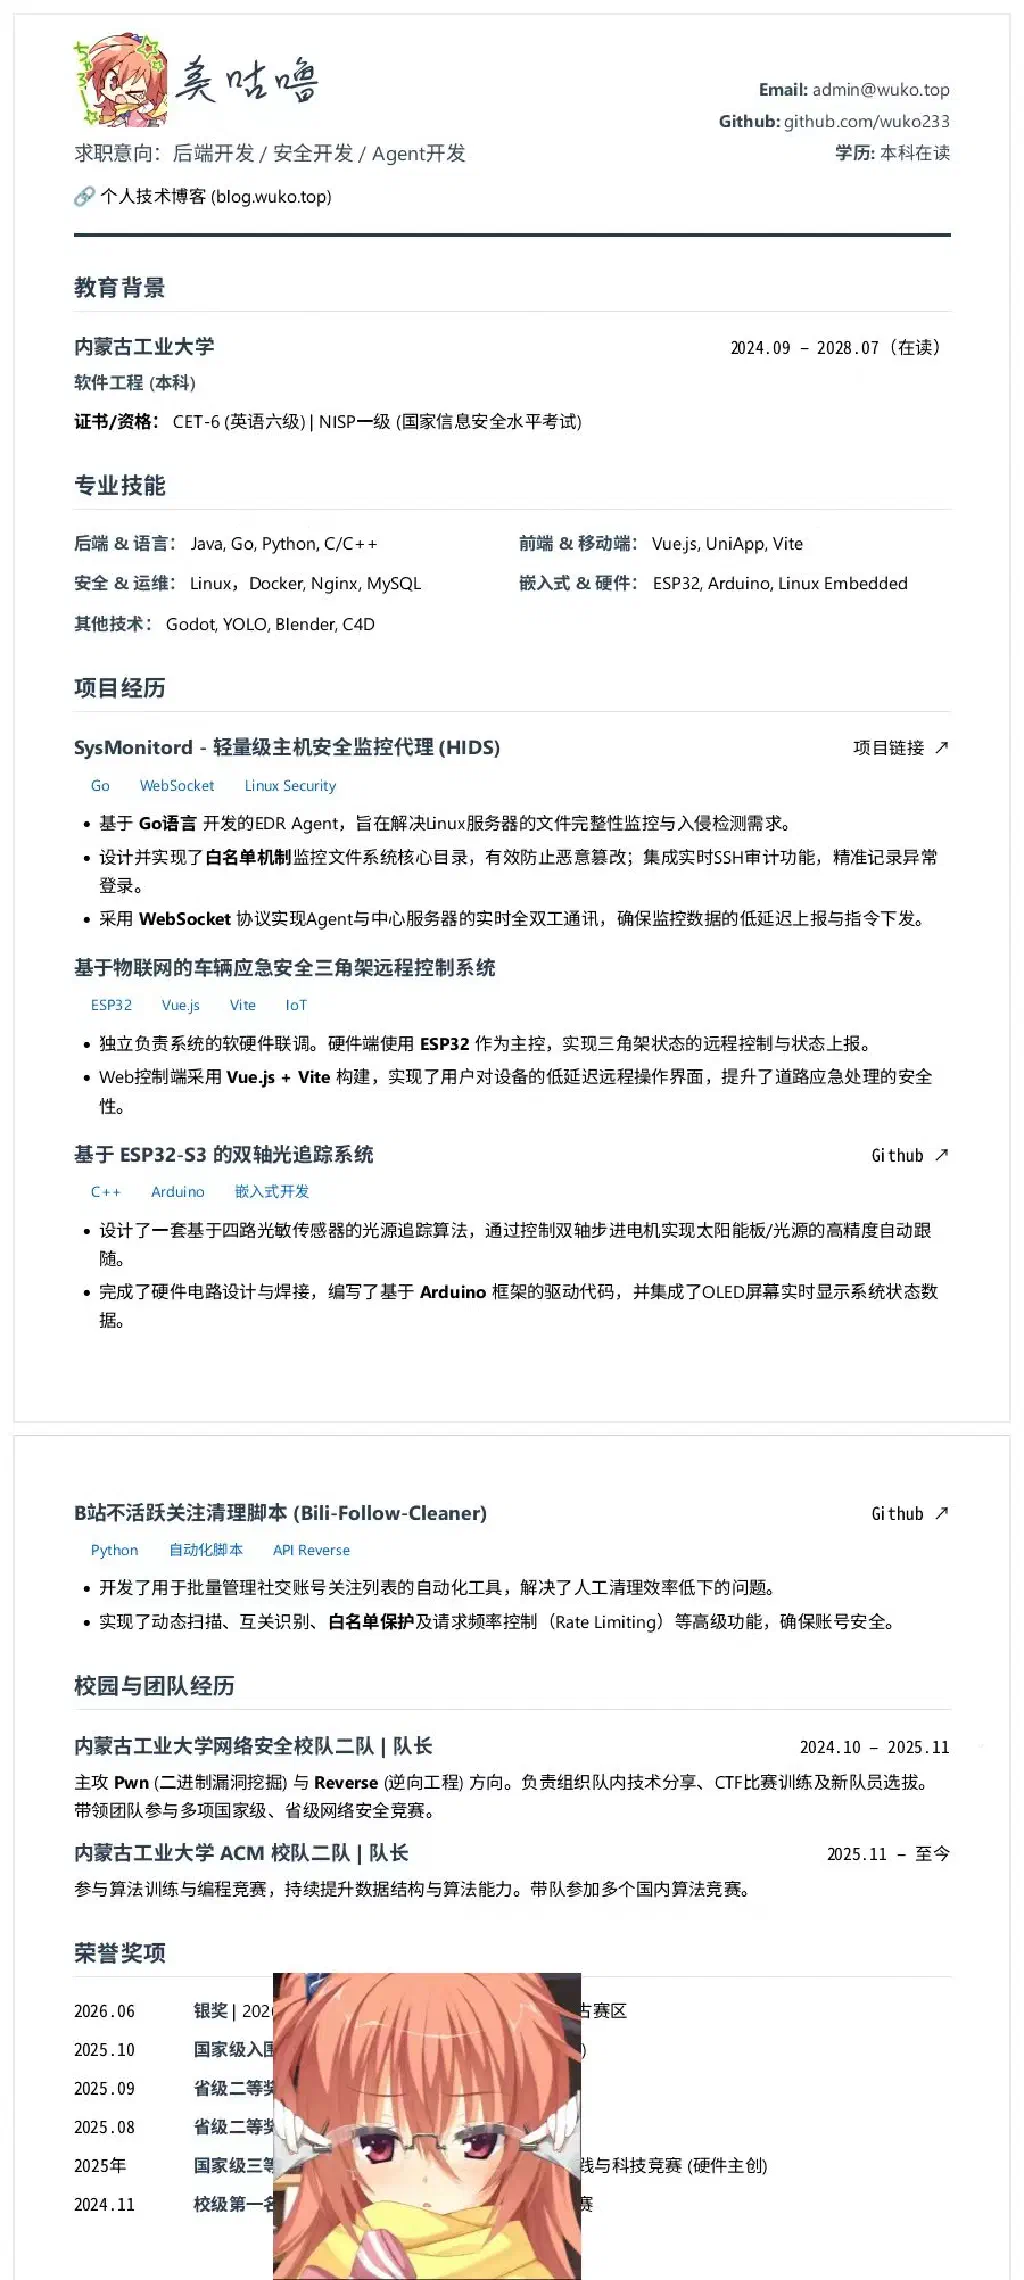 ちゃろー
美咕噜
Email: admin@wuko.top
Github: github.com/wuko233
求职意向：后端开发 / 安全开发 / Agent开发
学历: 本科在读
个人技术博客 (blog.wuko.top)
教育背景
内蒙古工业大学 2024.09 – 2028.07（在读）
软件工程 (本科)
证书/资格： CET-6 (英语六级) | NISP一级 (国家信息安全水平考试)
专业技能
后端 & 语言： Java, Go, Python, C/C++ 前端 & 移动端： Vue.js, UniApp, Vite
安全 & 运维： Linux，Docker, Nginx, MySQL 嵌入式 & 硬件： ESP32, Arduino, Linux Embedded
其他技术： Godot, YOLO, Blender, C4D
项目经历
SysMonitord - 轻量级主机安全监控代理 (HIDS) 项目链接 ↗
Go WebSocket Linux Security
• 基于 Go语言 开发的EDR Agent，旨在解决Linux服务器的文件完整性监控与入侵检测需求。
• 设计并实现了白名单机制监控文件系统核心目录，有效防止恶意篡改；集成实时SSH审计功能，精准记录异常
登录。
• 采用 WebSocket 协议实现Agent与中心服务器的实时全双工通讯，确保监控数据的低延迟上报与指令下发。
基于物联网的车辆应急安全三角架远程控制系统
ESP32 Vue.js Vite IoT
• 独立负责系统的软硬件联调。硬件端使用 ESP32 作为主控，实现三角架状态的远程控制与状态上报。
• Web控制端采用 Vue.js + Vite 构建，实现了用户对设备的低延迟远程操作界面，提升了道路应急处理的安全
性。
基于 ESP32-S3 的双轴光追踪系统 Github ↗
C++ Arduino 嵌入式开发
• 设计了一套基于四路光敏传感器的光源追踪算法，通过控制双轴步进电机实现太阳能板/光源的高精度自动跟
随。
• 完成了硬件电路设计与焊接，编写了基于 Arduino 框架的驱动代码，并集成了OLED屏幕实时显示系统状态数
据。
B站不活跃关注清理脚本 (Bili-Follow-Cleaner) Github ↗
Python 自动化脚本 API Reverse
• 开发了用于批量管理社交账号关注列表的自动化工具，解决了人工清理效率低下的问题。
• 实现了动态扫描、互关识别、白名单保护及请求频率控制（Rate Limiting）等高级功能，确保账号安全。
校园与团队经历
内蒙古工业大学网络安全校队二队 | 队长 2024.10 – 2025.11
主攻 Pwn (二进制漏洞挖掘) 与 Reverse (逆向工程) 方向。负责组织队内技术分享、CTF比赛训练及新队员选拔。
带领团队参与多项国家级、省级网络安全竞赛。
内蒙古工业大学 ACM 校队二队 | 队长 2025.11 – 至今
参与算法训练与编程竞赛，持续提升数据结构与算法能力。带队参加多个国内算法竞赛。
荣誉奖项
2026.06 银奖 | 202 古赛区
2025.10 国家级入围 )
2025.09 省级二等奖
2025.08 省级二等奖
2025年 国家级三等 践与科技竞赛 (硬件主创)
2024.11 校级第一名 赛